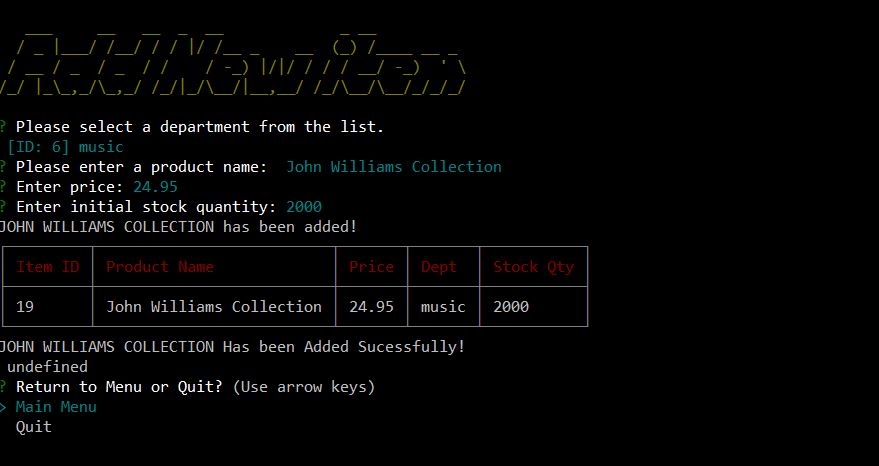 Add New item
? Please select a department from the list.
[ID: 6] music
? Please enter a product name:  John Williams Collection
? Enter price: 24.95
? Enter initial stock quantity: 2000
JOHN WILLIAMS COLLECTION has been added!
Item ID Product Name Price Dept Stock Qty
19 John Williams Collection 24.95 music 2000
JOHN WILLIAMS COLLECTION Has been Added Sucessfully!
undefined
? Return to Menu or Quit? (Use arrow keys)
> Main Menu
Quit